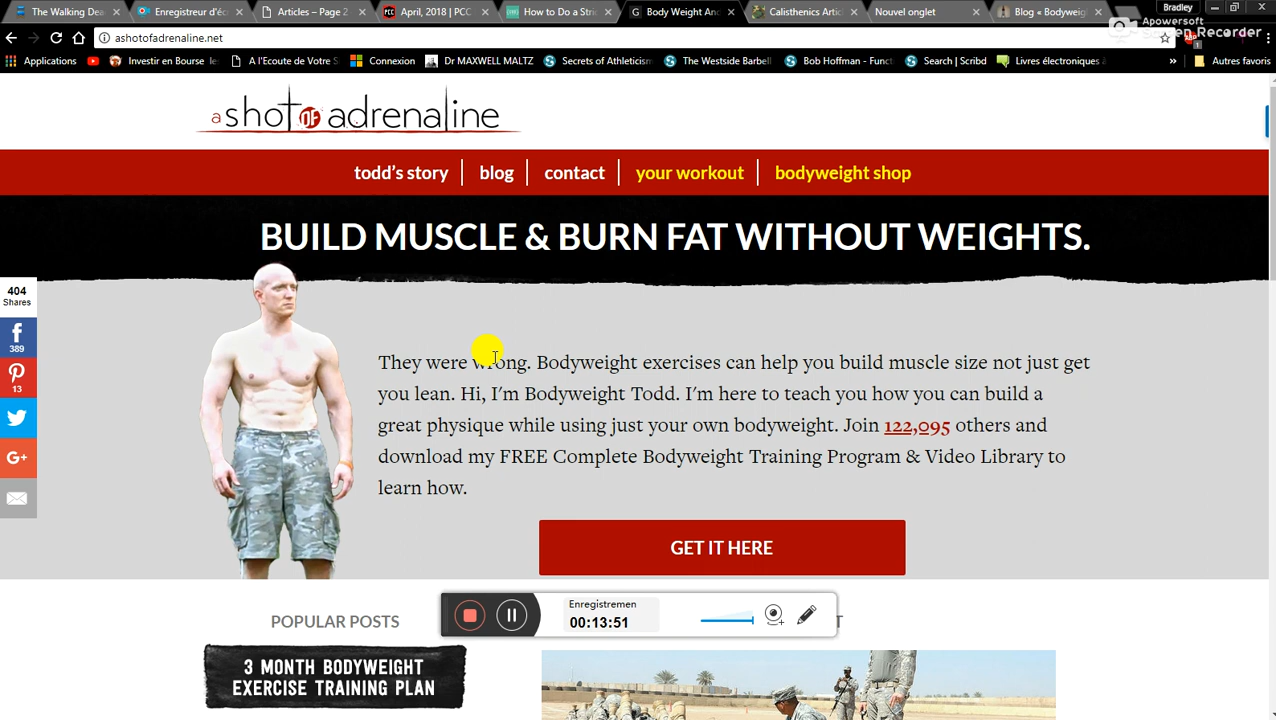 Bradley
The Walking Dea
Enregistreur d'écr
Articles – Page 2
April, 2018 | PCC
How to Do a Stric
Body Weight And
Calisthenics Artic
Nouvel onglet
Blog « Bodyweig
Apowersoft
Screen Recorder
ashotofadrenaline.net
Applications
Investir en Bourse le
A l'Ecoute de Votre S
Connexion
Dr MAXWELL MALTZ
Secrets of Athleticism
The Westside Barbell
Bob Hoffman - Funct
Search | Scribd
Livres électroniques
»
Autres favoris
a shot OF adrenaline
todd's story
blog
contact
your workout
bodyweight shop
BUILD MUSCLE & BURN FAT WITHOUT WEIGHTS.
404
Shares
389
13
They were wrong. Bodyweight exercises can help you build muscle size not just get
you lean. Hi, I'm Bodyweight Todd. I'm here to teach you how you can build a
great physique while using just your own bodyweight. Join 122,095 others and
download my FREE Complete Bodyweight Training Program & Video Library to
learn how.
GET IT HERE
Enregistremen
00:13:51
POPULAR POSTS
3 MONTH BODYWEIGHT
EXERCISE TRAINING PLAN